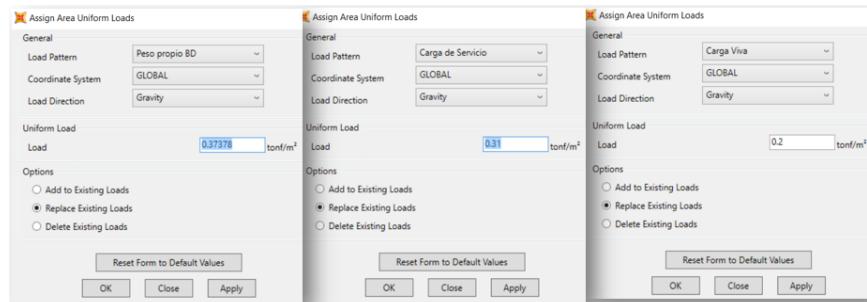 Assign Area Uniform Loads
General
Load Pattern
Peso propio BD
Coordinate System
GLOBAL
Load Direction
Gravity
Uniform Load
Load
0.37378
tonf/m²
Options
Add to Existing Loads
Replace Existing Loads
Delete Existing Loads
Reset Form to Default Values
OK
Close
Apply
Assign Area Uniform Loads
General
Load Pattern
Carga de Servicio
Coordinate System
GLOBAL
Load Direction
Gravity
Uniform Load
Load
0.31
tonf/m²
Options
Add to Existing Loads
Replace Existing Loads
Delete Existing Loads
Reset Form to Default Values
OK
Close
Apply
Assign Area Uniform Loads
General
Load Pattern
Carga Viva
Coordinate System
GLOBAL
Load Direction
Gravity
Uniform Load
Load
0.2
tonf/m²
Options
Add to Existing Loads
Replace Existing Loads
Delete Existing Loads
Reset Form to Default Values
OK
Close
Apply